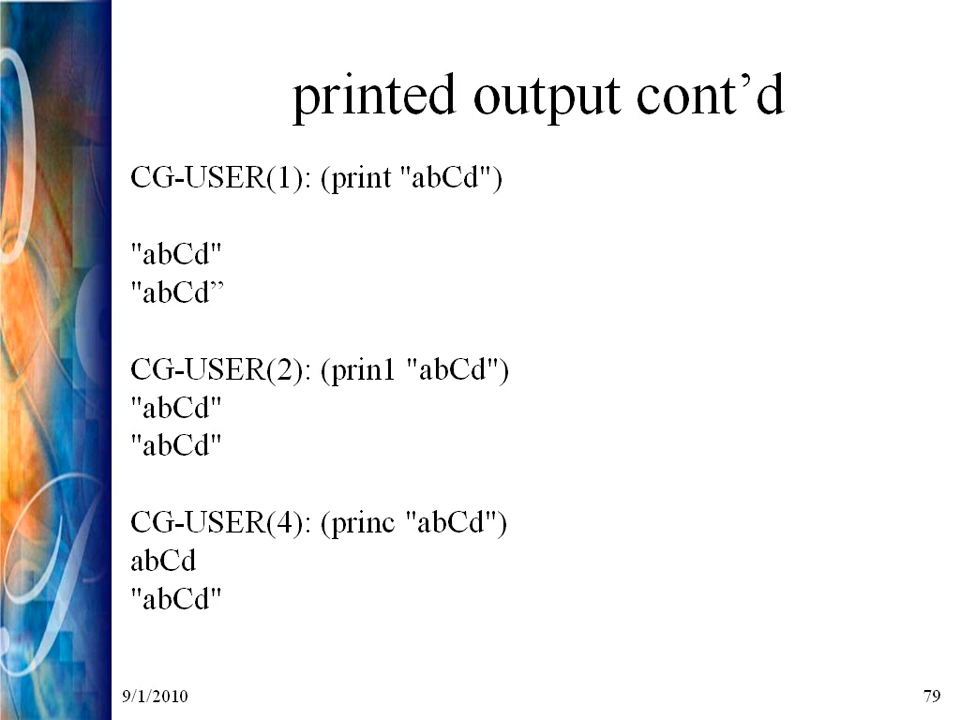 printed output cont’d
CG-USER(1): (print "abCd")
"abCd"
"abCd”
CG-USER(2): (prin1 "abCd")
"abCd"
"abCd"
CG-USER(4): (princ "abCd")
abCd
"abCd"
9/1/2010
79